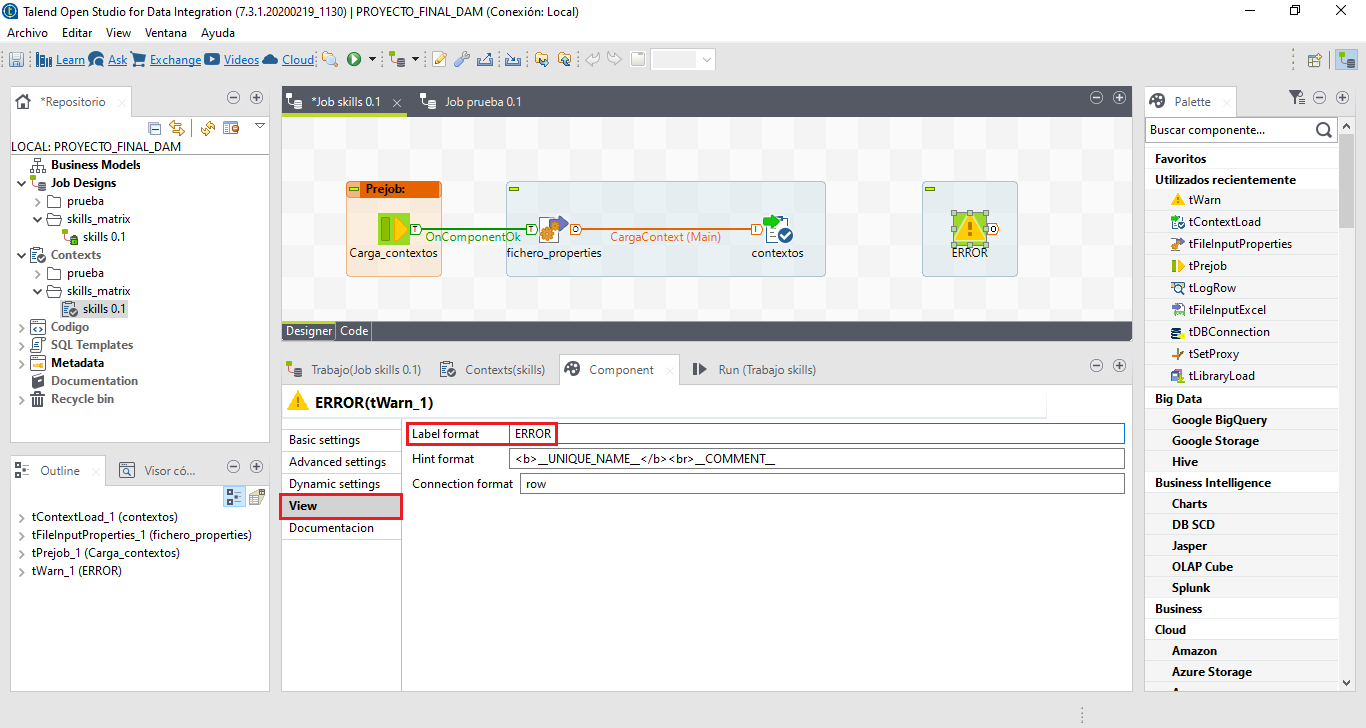 Talend Open Studio for Data Integration (7.3.1.20200219_1130) | PROYECTO_FINAL_DAM (Conexión: Local)
Archivo Editar View Ventana Ayuda
Learn Ask Exchange Videos Cloud
*Repositorio
LOCAL: PROYECTO_FINAL_DAM
Business Models
Job Designs
prueba
skills_matrix
skills 0.1
Contexts
prueba
skills_matrix
skills 0.1
Codigo
SQL Templates
Metadata
Documentation
Recycle bin
Outline
Visor có...
tContextLoad_1 (contextos)
tFileInputProperties_1 (fichero_properties)
tPrejob_1 (Carga_contextos)
tWarn_1 (ERROR)
*Job skills 0.1
Job prueba 0.1
Prejob:
T
T
O
I
O
OnComponentOk
CargaContext (Main)
Carga_contextos
fichero_properties
contextos
ERROR
Designer Code
Trabajo(Job skills 0.1)
Contexts(skills)
Component
Run (Trabajo skills)
ERROR(tWarn_1)
Basic settings
Advanced settings
Dynamic settings
View
Documentacion
Label format ERROR
Hint format <b>__UNIQUE_NAME__</b><br>__COMMENT__
Connection format row
Palette
Buscar componente...
Favoritos
Utilizados recientemente
tWarn
tContextLoad
tFileInputProperties
tPrejob
tLogRow
tFileInputExcel
tDBConnection
tSetProxy
tLibraryLoad
Big Data
Google BigQuery
Google Storage
Hive
Business Intelligence
Charts
DB SCD
Jasper
OLAP Cube
Splunk
Business
Cloud
Amazon
Azure Storage